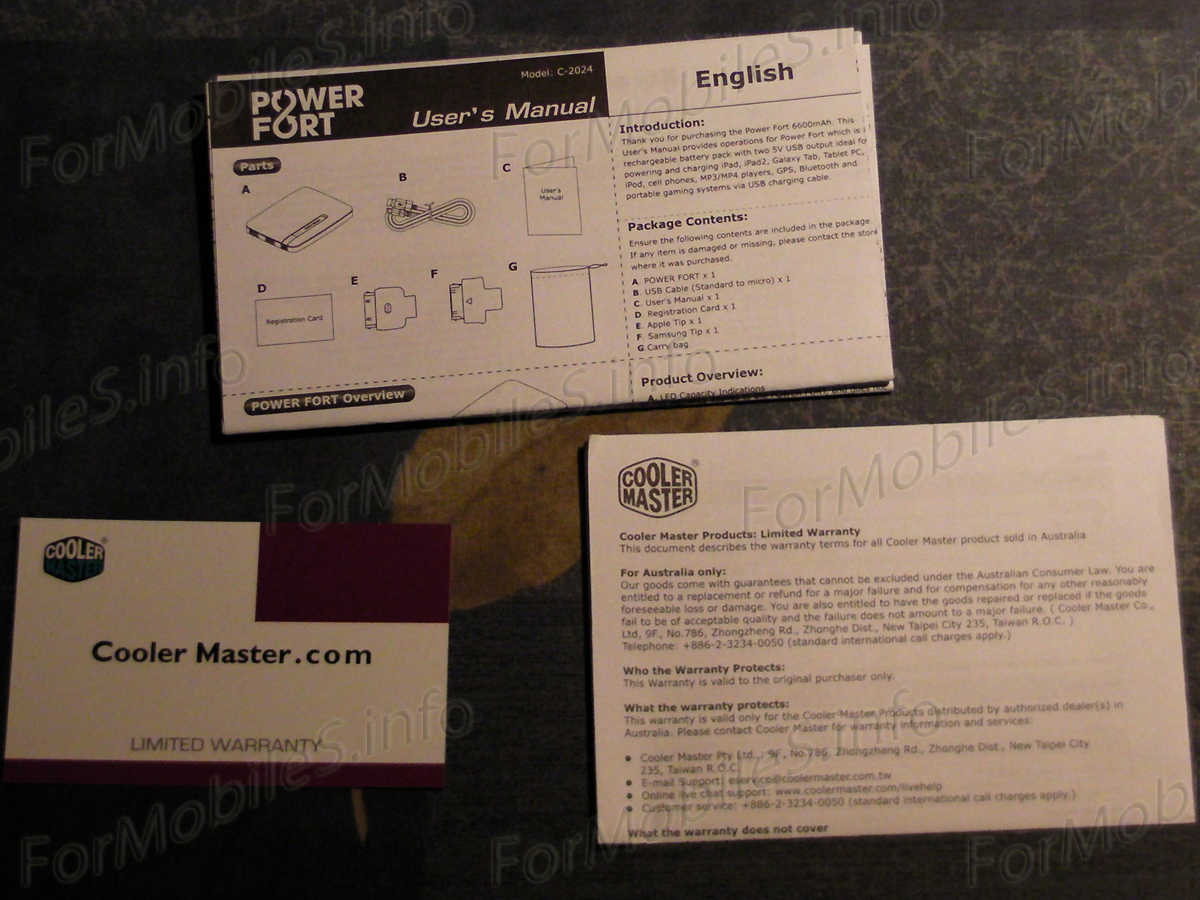 POWER
FORT
Model: C-2024
User's Manual
Parts
A
B
C
User's
Manual
D
Registration Card
E
F
G
POWER FORT Overview
English
Introduction:
Thank you for purchasing the Power Fort 6600mAh. This
User's Manual provides operations for Power Fort which is
rechargeable battery pack with two 5V USB output ideal fo
powering and charging iPad, iPad2, Galaxy Tab, Tablet PC,
iPod, cell phones, MP3/MP4 players, GPS, Bluetooth and
portable gaming systems via USB charging cable.
Package Contents:
Ensure the following contents are included in the package.
If any item is damaged or missing, please contact the store
where it was purchased.
A. POWER FORT x 1
B. USB Cable (Standard to micro) x 1
C. User's Manual x 1
D. Registration Card x 1
E. Apple Tip x 1
F. Samsung Tip x 1
G. Carry bag
Product Overview:
A. LED Capacity Indications
COOLER
MASTER
Cooler Master.com
LIMITED WARRANTY
COOLER
MASTER
®
Cooler Master Products: Limited Warranty
This document describes the warranty terms for all Cooler Master product sold in Australia
For Australia only:
Our goods come with guarantees that cannot be excluded under the Australian Consumer Law. You are
entitled to a replacement or refund for a major failure and for compensation for any other reasonably
foreseeable loss or damage. You are also entitled to have the goods repaired or replaced if the goods
fail to be of acceptable quality and the failure does not amount to a major failure. ( Cooler Master Co.,
Ltd, 9F., No.786, Zhongzheng Rd., Zhonghe Dist., New Taipei City 235, Taiwan R.O.C. )
Telephone: +886-2-3234-0050 (standard international call charges apply.)
Who the Warranty Protects:
This Warranty is valid to the original purchaser only.
What the warranty protects:
This warranty is valid only for the Cooler Master Products distributed by authorized dealer(s) in
Australia. Please contact Cooler Master for warranty information and services:
● Cooler Master Pty Ltd., : 9F., No.786, Zhongzheng Rd., Zhonghe Dist., New Taipei City
235, Taiwan R.O.C.
● E-mail Support: eservice@coolermaster.com.tw
● Online live chat support: www.coolermaster.com/livehelp
● Customer service: +886-2-3234-0050 (standard international call charges apply.)
What the warranty does not cover
ForMobileS.info
ForMobileS.info
ForMobileS.info
ForMobileS.info
ForMobileS.info
ForMobileS.info
ForMobileS.info
ForMobileS.info